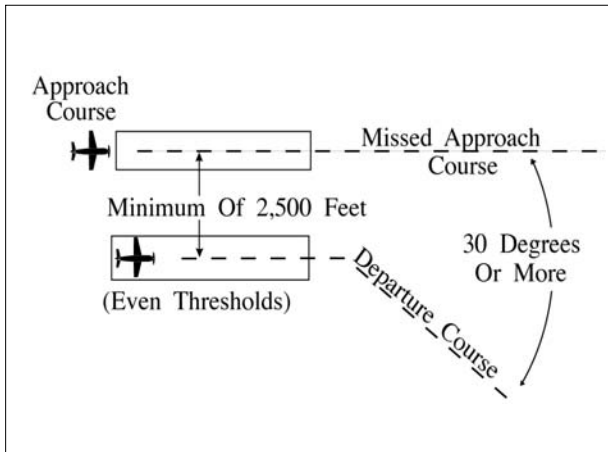 Approach
Course
Missed Approach
Course
Minimum Of 2,500 Feet
30 Degrees
Or More
(Even Thresholds)
Departure Course